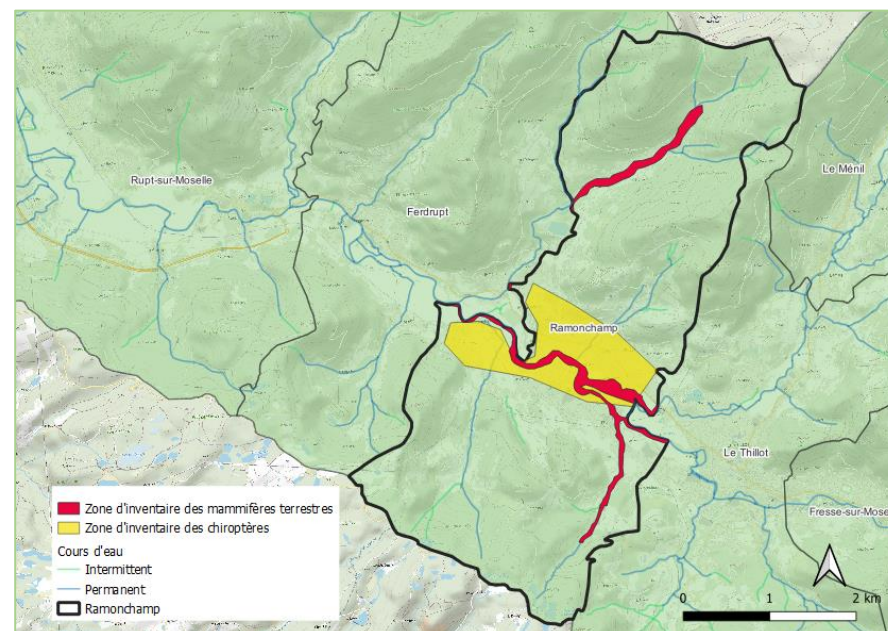 Rupt-sur-Moselle
Ferdrupt
Le Ménil
Ramonchamp
Le Thillot
Fresse-sur-Mose
Zone d'inventaire des mammifères terrestres
Zone d'inventaire des chiroptères
Cours d'eau
Intermittent
Permanent
Ramonchamp
0 1 2 km